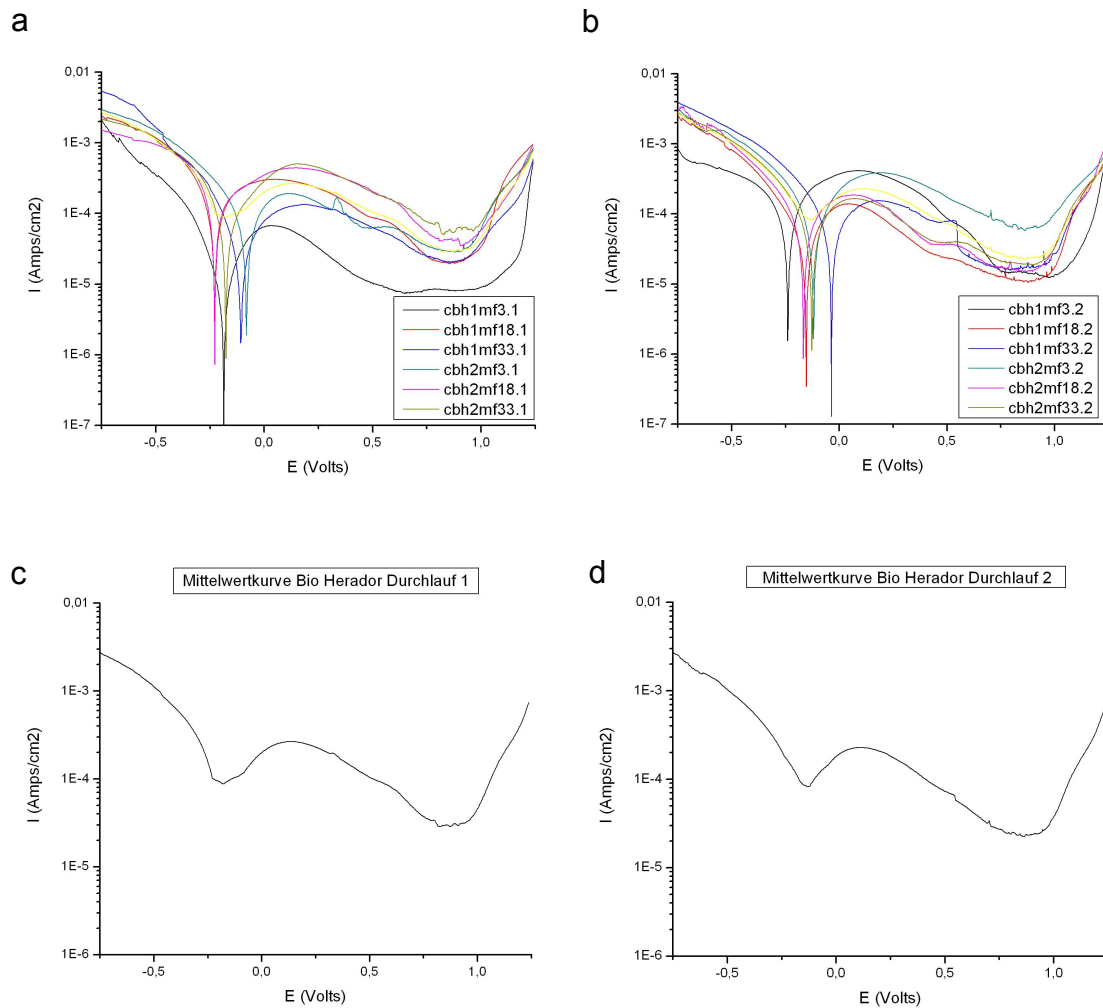 a
0,01
1E-3
1E-4
1E-5
1E-6
1E-7
I (Amps/cm2)
-0,5
0,0
0,5
1,0
E (Volts)
cbh1mf3.1
cbh1mf18.1
cbh1mf33.1
cbh2mf3.1
cbh2mf18.1
cbh2mf33.1
b
0,01
1E-3
1E-4
1E-5
1E-6
1E-7
I (Amps/cm2)
-0,5
0,0
0,5
1,0
E (Volts)
cbh1mf3.2
cbh1mf18.2
cbh1mf33.2
cbh2mf3.2
cbh2mf18.2
cbh2mf33.2
c
Mittelwertkurve Bio Herador Durchlauf 1
0,01
1E-3
1E-4
1E-5
1E-6
I (Amps/cm2)
-0,5
0,0
0,5
1,0
E (Volts)
d
Mittelwertkurve Bio Herador Durchlauf 2
0,01
1E-3
1E-4
1E-5
1E-6
I (Amps/cm2)
-0,5
0,0
0,5
1,0
E (Volts)